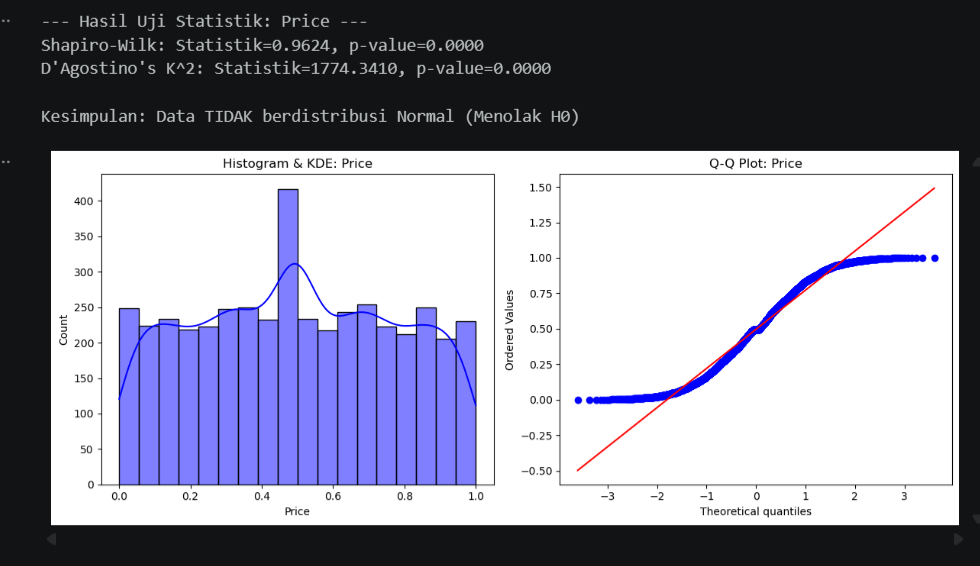 --- Hasil Uji Statistik: Price ---
Shapiro-Wilk: Statistik=0.9624, p-value=0.0000
D'Agostino's K^2: Statistik=1774.3410, p-value=0.0000
Kesimpulan: Data TIDAK berdistribusi Normal (Menolak H0)
Histogram & KDE: Price
400
350
300
250
200
150
100
50
0
Count
0.0 0.2 0.4 0.6 0.8 1.0
Price
Q-Q Plot: Price
1.50
1.25
1.00
0.75
0.50
0.25
0.00
−0.25
−0.50
Ordered Values
−3 −2 −1 0 1 2 3
Theoretical quantiles